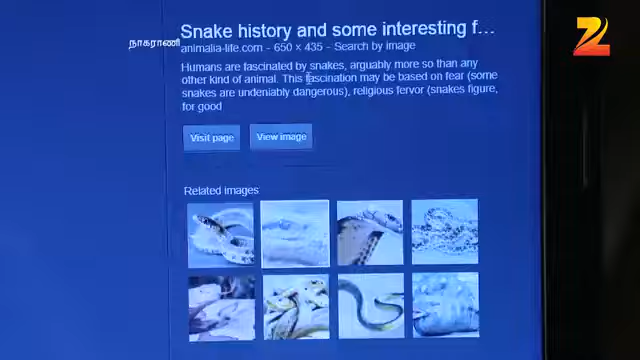 Snake history and some interesting f...
நாகராணி
animalia-life.com - 650 × 435 - Search by image
Humans are fascinated by snakes, arguably more so than any
other kind of animal. This fascination may be based on fear (some
snakes are undeniably dangerous), religious fervor (snakes figure,
for good
Visit page
View image
Related images